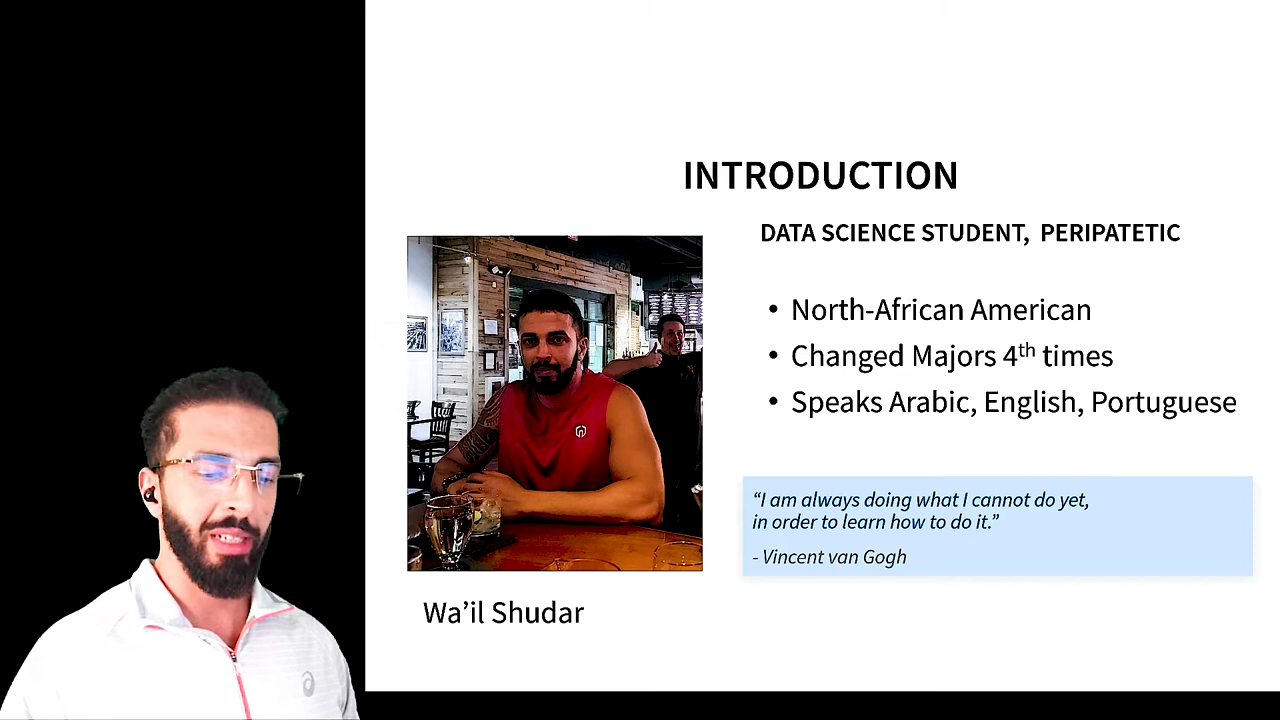 INTRODUCTION
DATA SCIENCE STUDENT, PERIPATETIC
• North-African American
• Changed Majors 4th times
• Speaks Arabic, English, Portuguese
“I am always doing what I cannot do yet,
in order to learn how to do it.”
- Vincent van Gogh
Wa’il Shudar